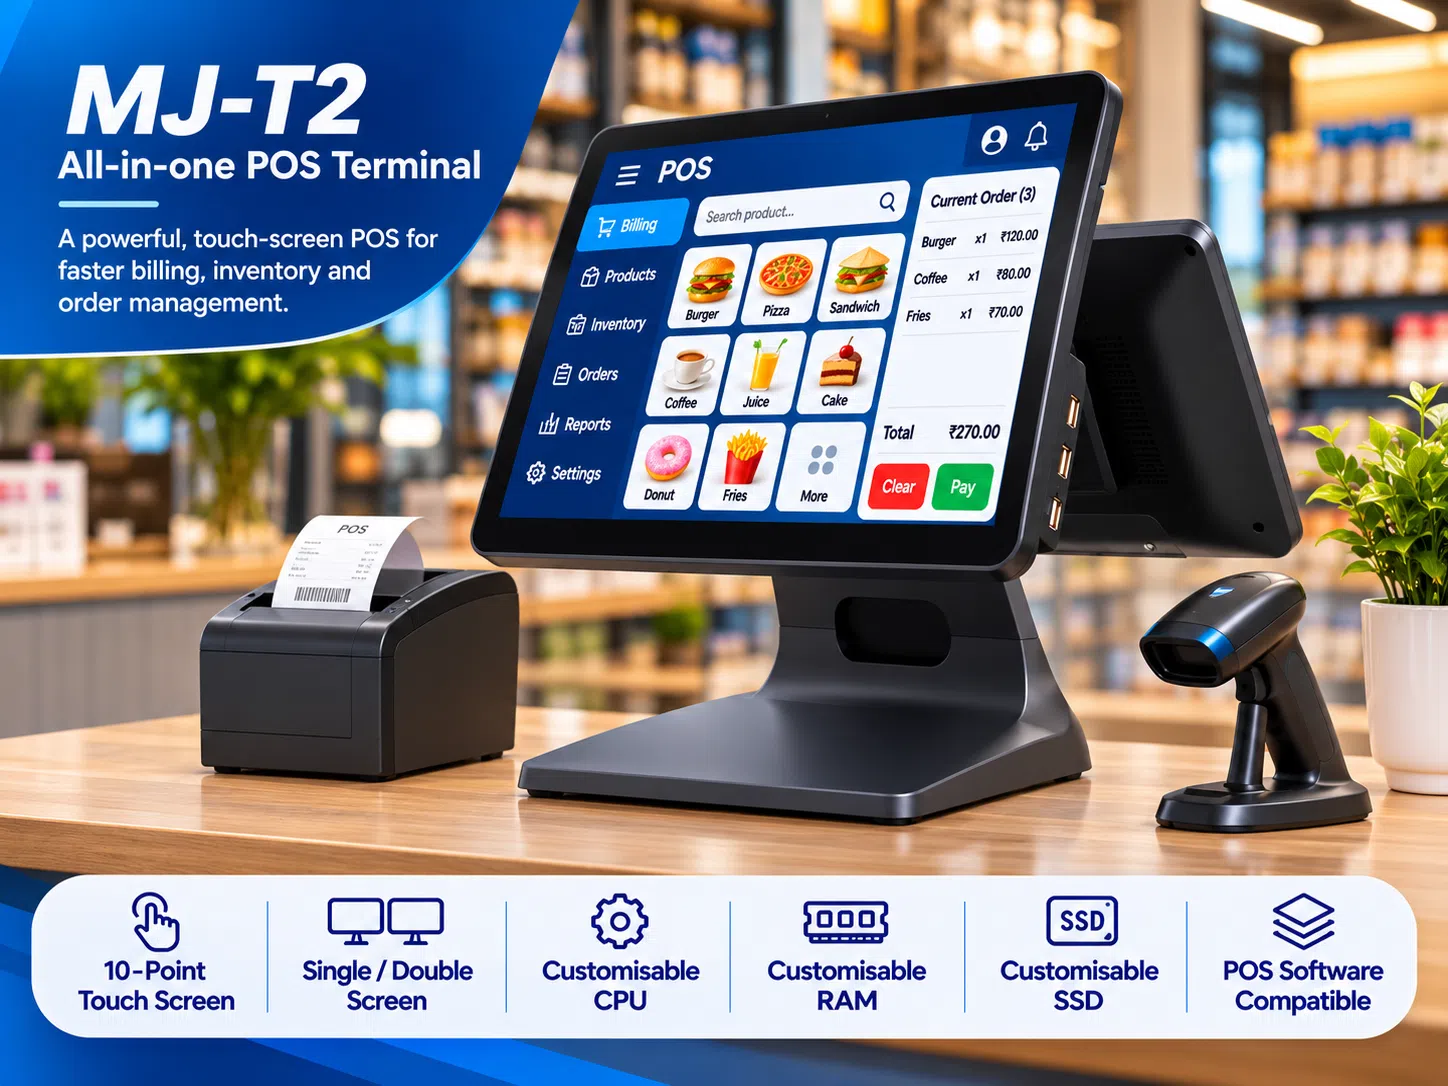 MJ-T2
All-in-one POS Terminal
A powerful, touch-screen POS for
faster billing, inventory and
order management.
POS
Billing
Products
Inventory
Orders
Reports
Settings
Search product...
Burger
Pizza
Sandwich
Coffee
Juice
Cake
Donut
Fries
More
Current Order (3)
Burger x1 ₹120.00
Coffee x1 ₹80.00
Fries x1 ₹70.00
Total ₹270.00
Clear
Pay
POS
10-Point
Touch Screen
Single / Double
Screen
Customisable
CPU
Customisable
RAM
SSD
Customisable
SSD
POS Software
Compatible